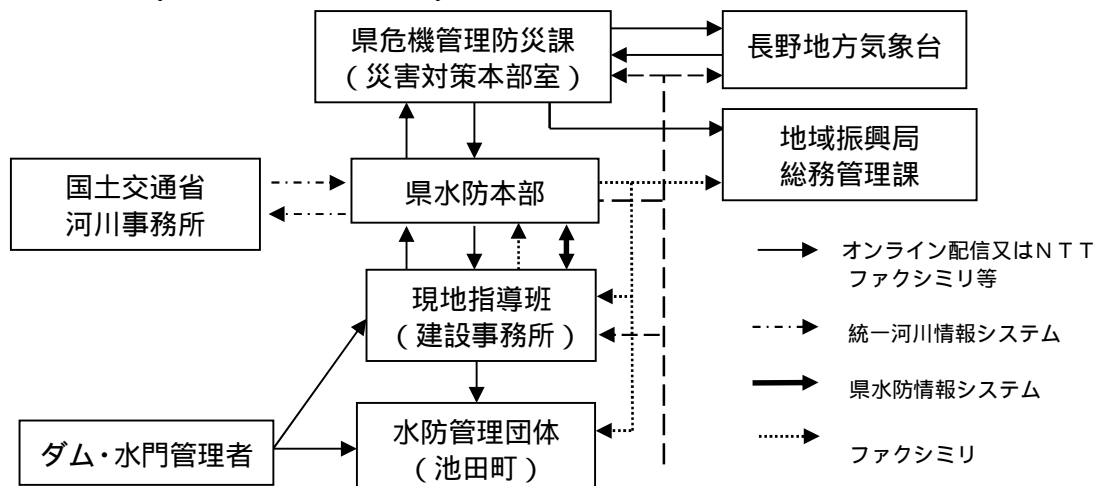 県危機管理防災課
(災害対策本部室)
長野地方気象台
地域振興局
総務管理課
国土交通省
河川事務所
県水防本部
現地指導班
(建設事務所)
水防管理団体
(池田町)
ダム・水門管理者
オンライン配信又はNTT
ファクシミリ等
統一河川情報システム
県水防情報システム
ファクシミリ